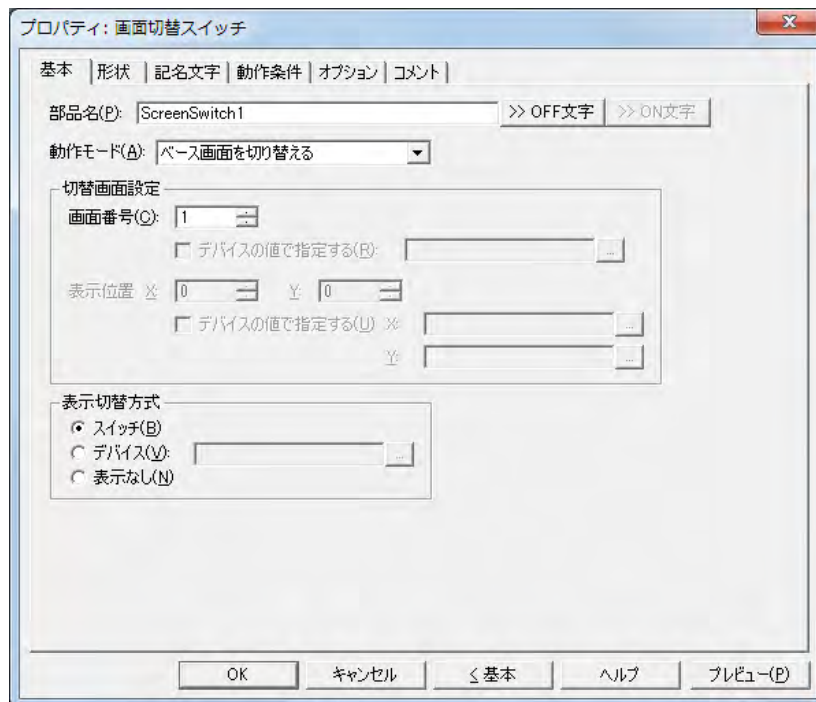 プロパティ: 画面切替スイッチ
基本 形状 記名文字 動作条件 オプション コメント
部品名(P): ScreenSwitch1 >> OFF文字 >> ON文字
動作モード(A): ベース画面を切り替える
切替画面設定
画面番号(C): 1
デバイスの値で指定する(R): ...
表示位置 X: 0 Y: 0
デバイスの値で指定する(U) X: ...
Y: ...
表示切替方式
スイッチ(B)
デバイス(V): ...
表示なし(N)
OK キャンセル ≤ 基本 ヘルプ プレビュー(P)